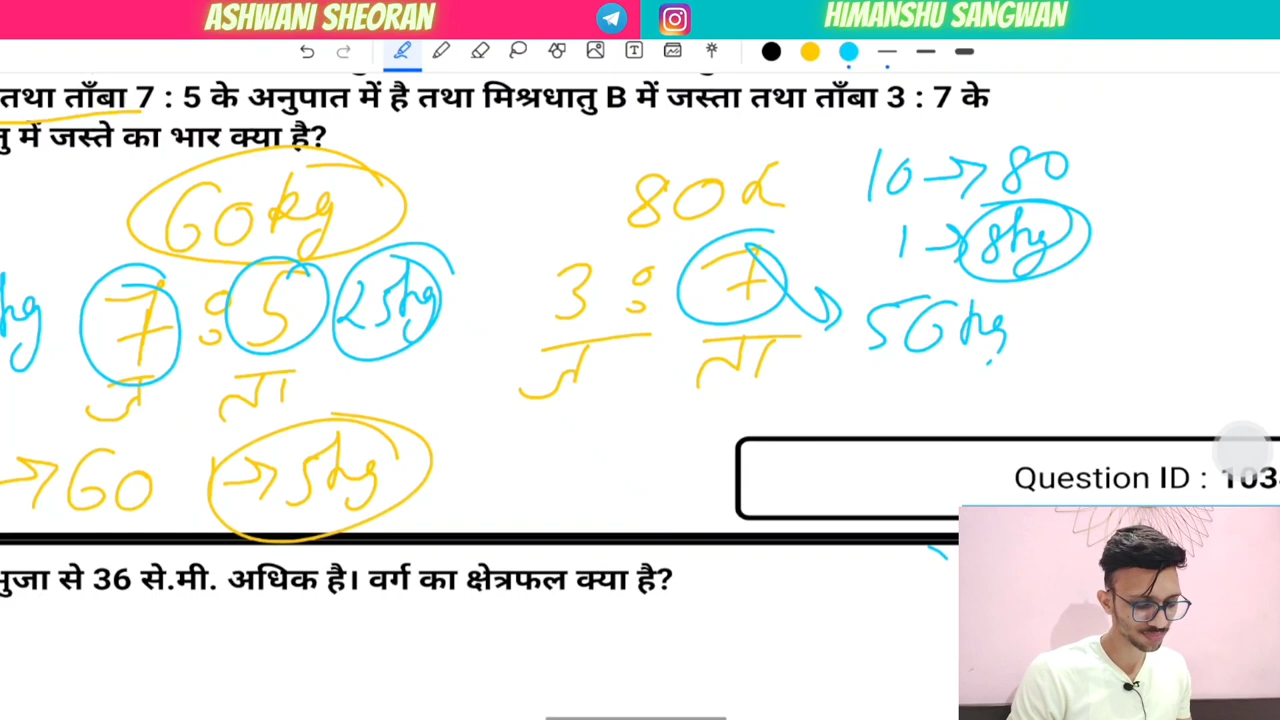 ASHWANI SHEORAN
HIMANSHU SANGWAN
तथा ताँबा 7 : 5 के अनुपात में है तथा मिश्रधातु B में जस्ता तथा ताँबा 3 : 7 के
में जस्ते का भार क्या है?
60kg
80
10 → 80
1 → 8kg
7 : 5 25kg
3 : 7 → 56kg
ज ता
ज ता
→ 60 → 5kg
Question ID : 103
से 36 से.मी. अधिक है। वर्ग का क्षेत्रफल क्या है?